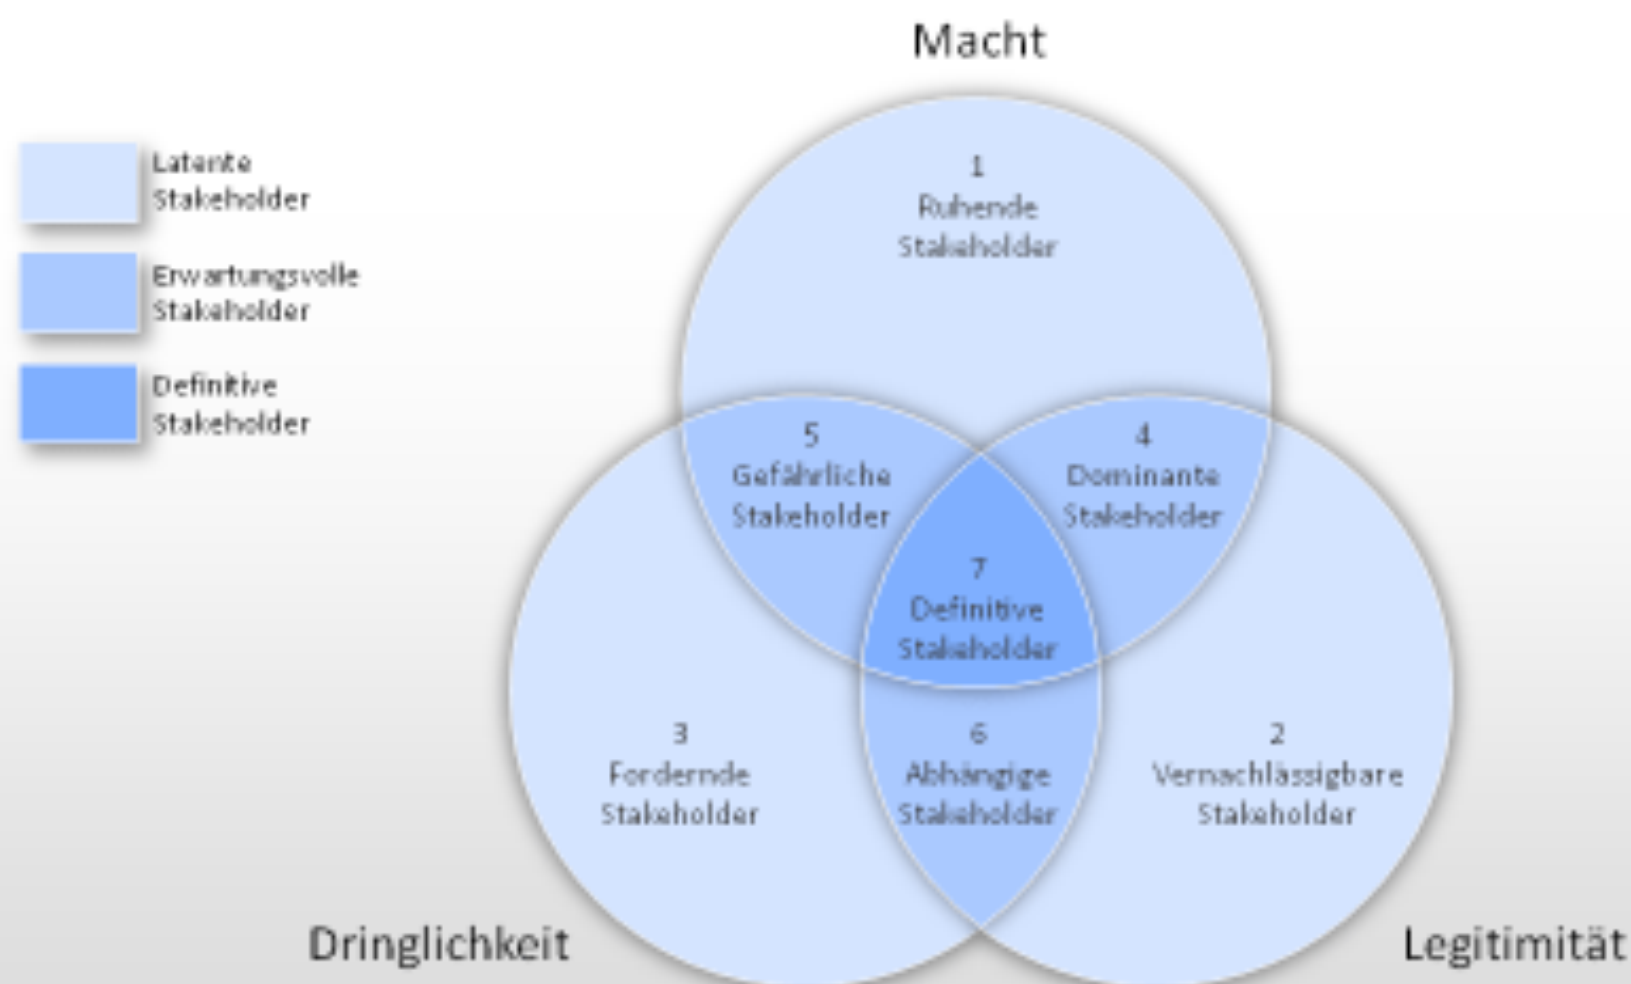 Macht
Latente
Stakeholder
Erwartungsvolle
Stakeholder
Definitive
Stakeholder
1
Ruhende
Stakeholder
5
Gefährliche
Stakeholder
4
Dominante
Stakeholder
7
Definitive
Stakeholder
3
Fordernde
Stakeholder
6
Abhängige
Stakeholder
2
Vernachlässigbare
Stakeholder
Dringlichkeit
Legitimität